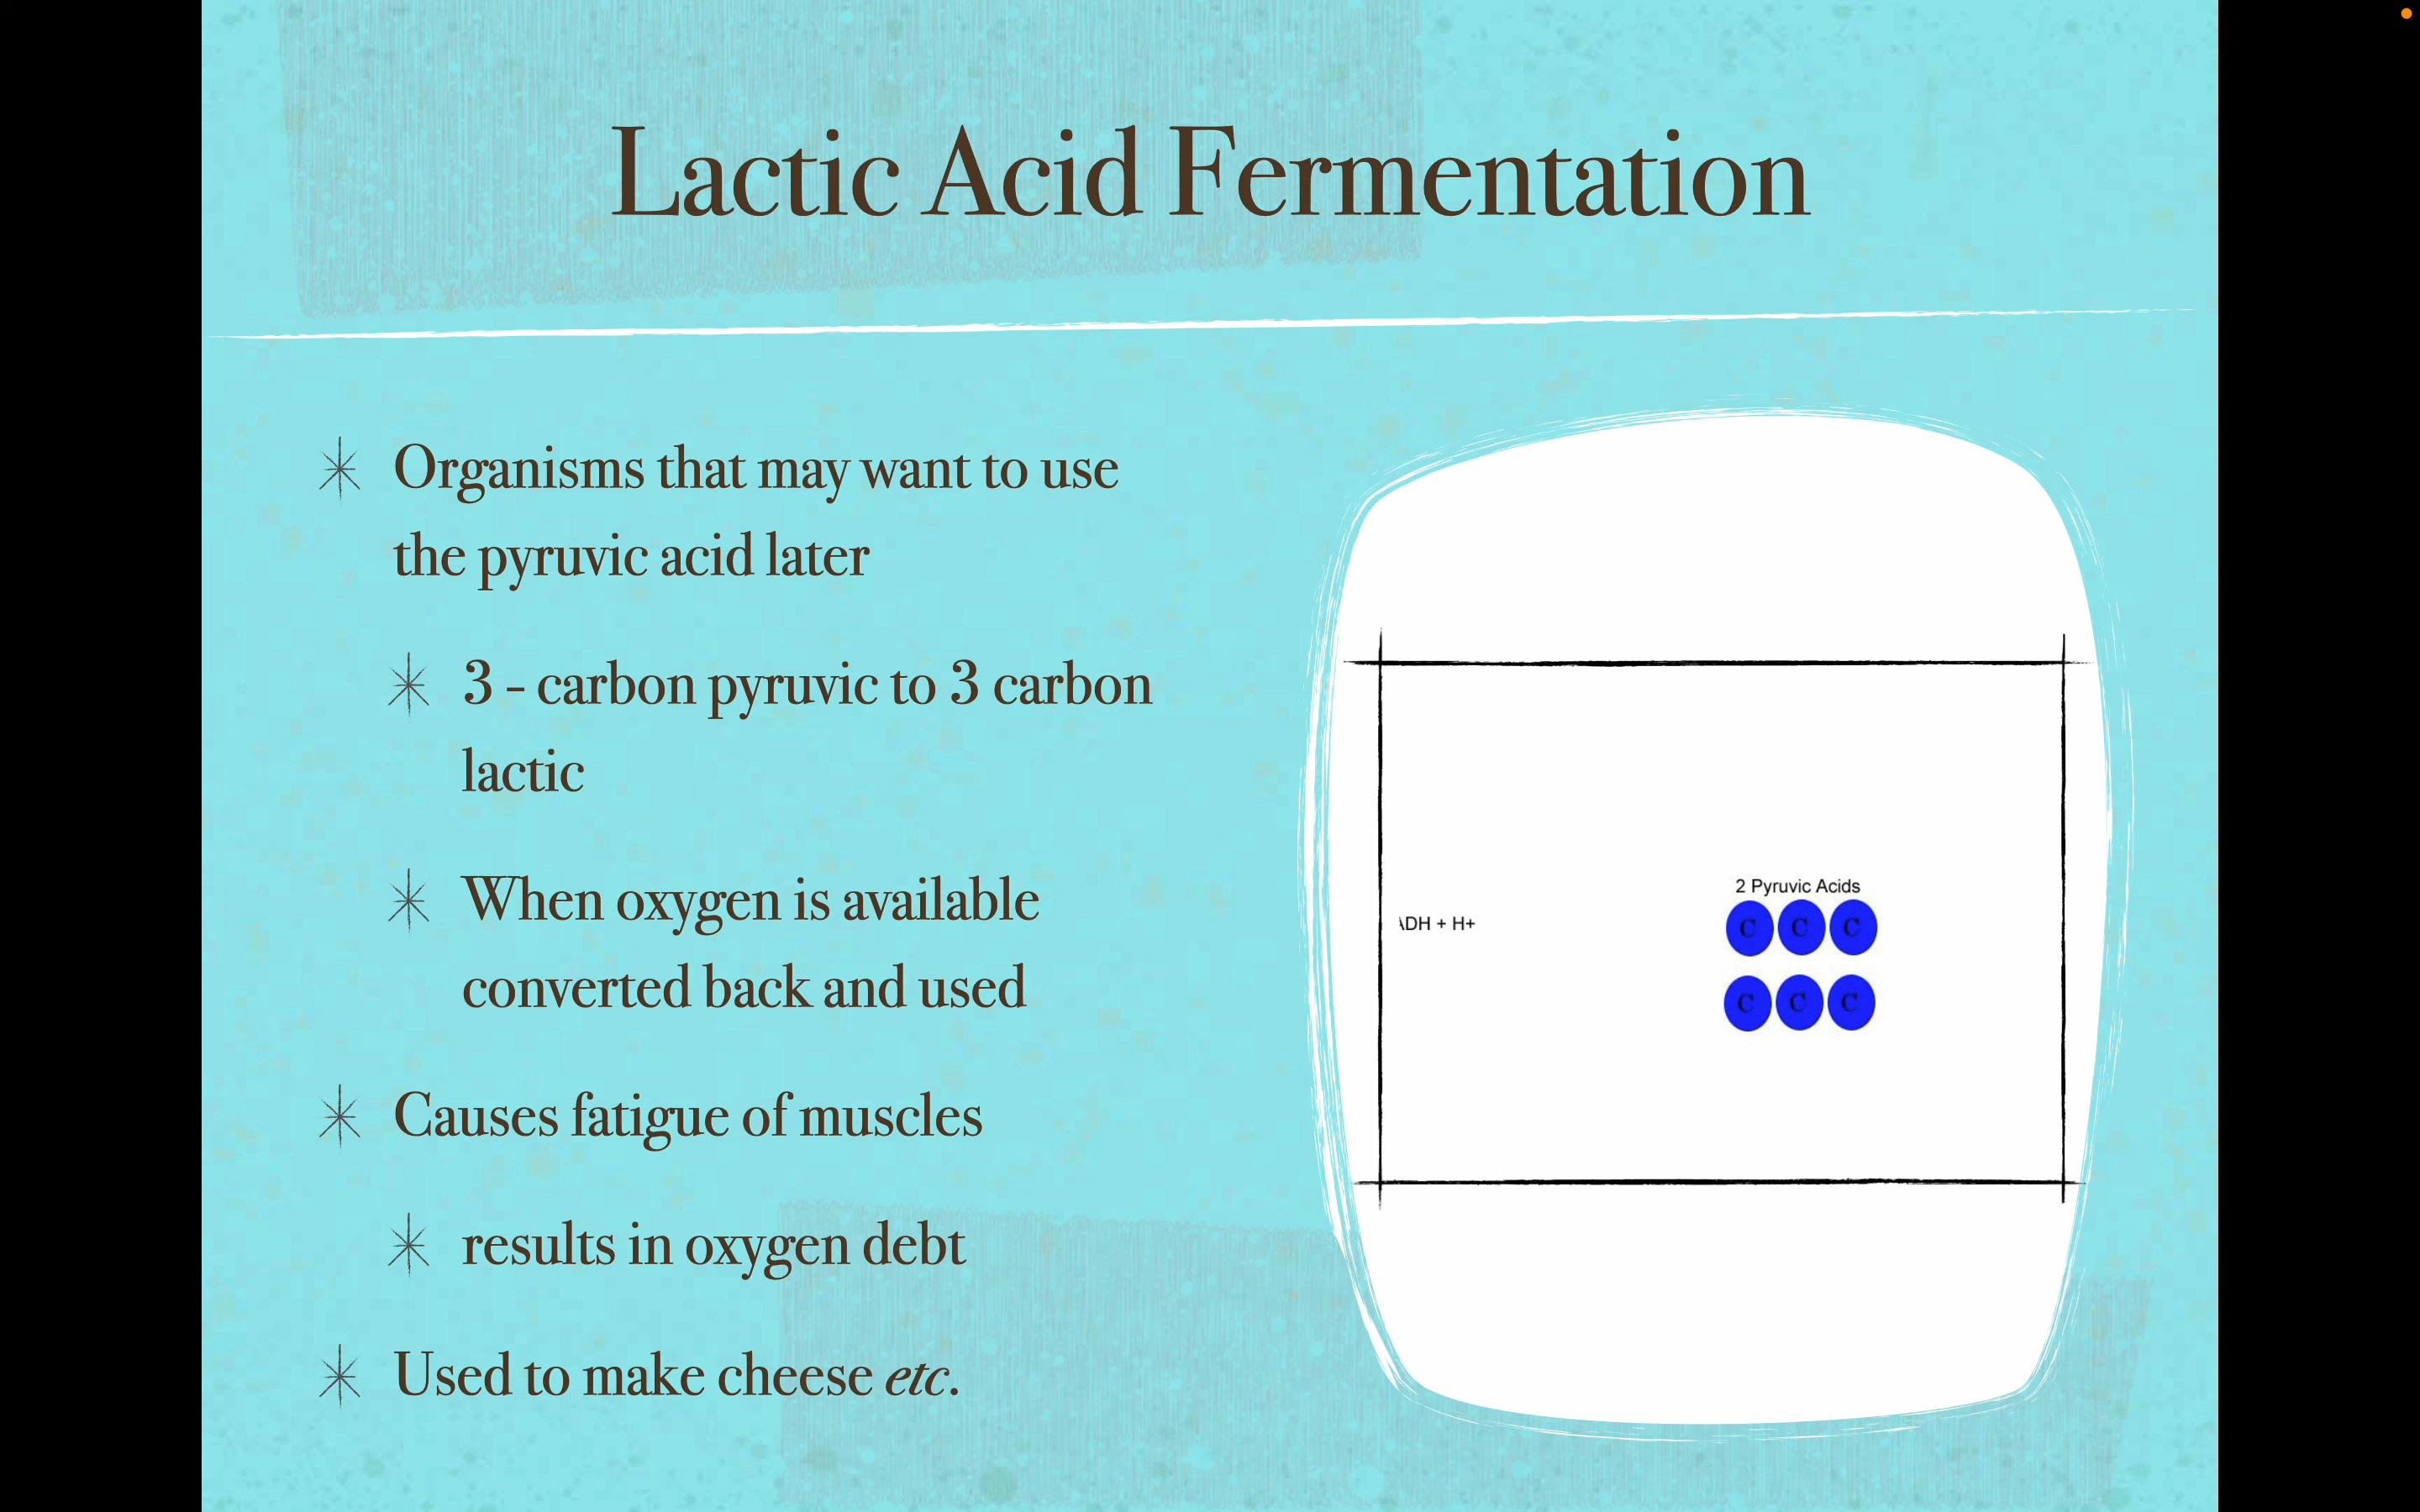 Lactic Acid Fermentation
Organisms that may want to use
the pyruvic acid later
3 - carbon pyruvic to 3 carbon
lactic
When oxygen is available
converted back and used
Causes fatigue of muscles
results in oxygen debt
Used to make cheese etc.
2 Pyruvic Acids
ADH + H+
C C C
C C C